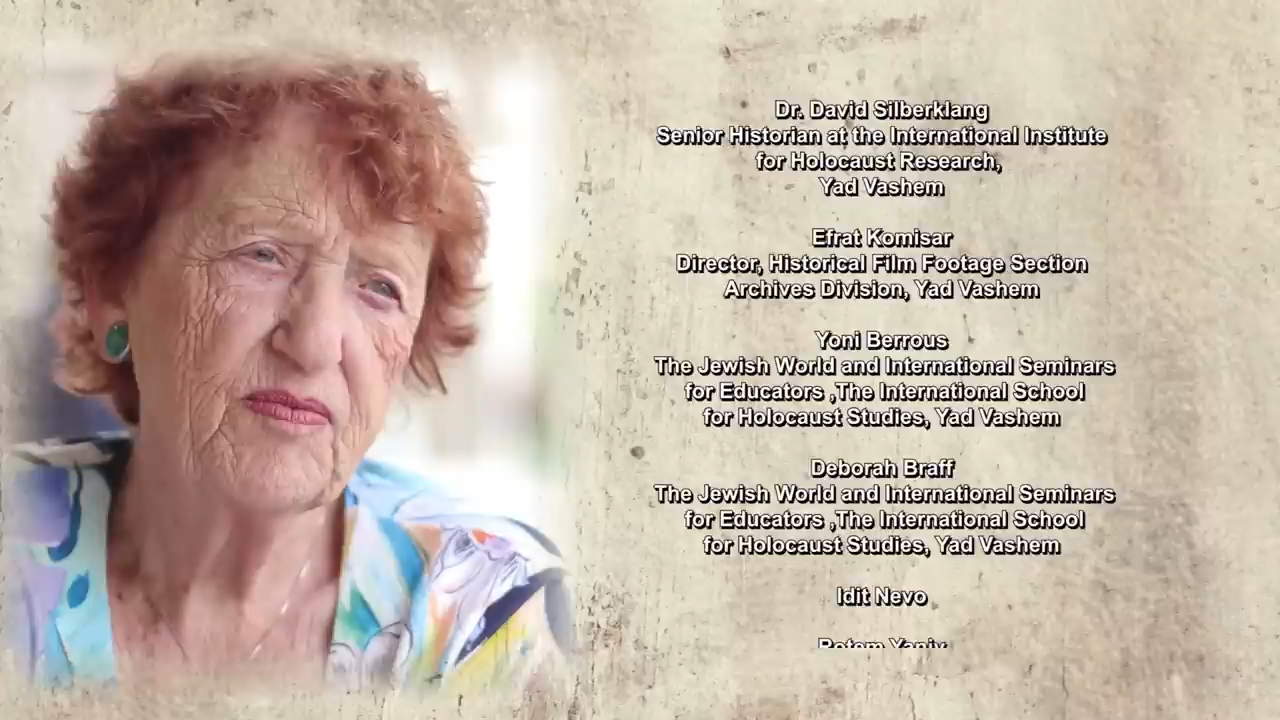 Dr. David Silberklang
Senior Historian at the International Institute
for Holocaust Research,
Yad Vashem
Efrat Komisar
Director, Historical Film Footage Section
Archives Division, Yad Vashem
Yoni Berrous
The Jewish World and International Seminars
for Educators ,The International School
for Holocaust Studies, Yad Vashem
Deborah Braff
The Jewish World and International Seminars
for Educators ,The International School
for Holocaust Studies, Yad Vashem
Idit Nevo
Rotem Yaniv